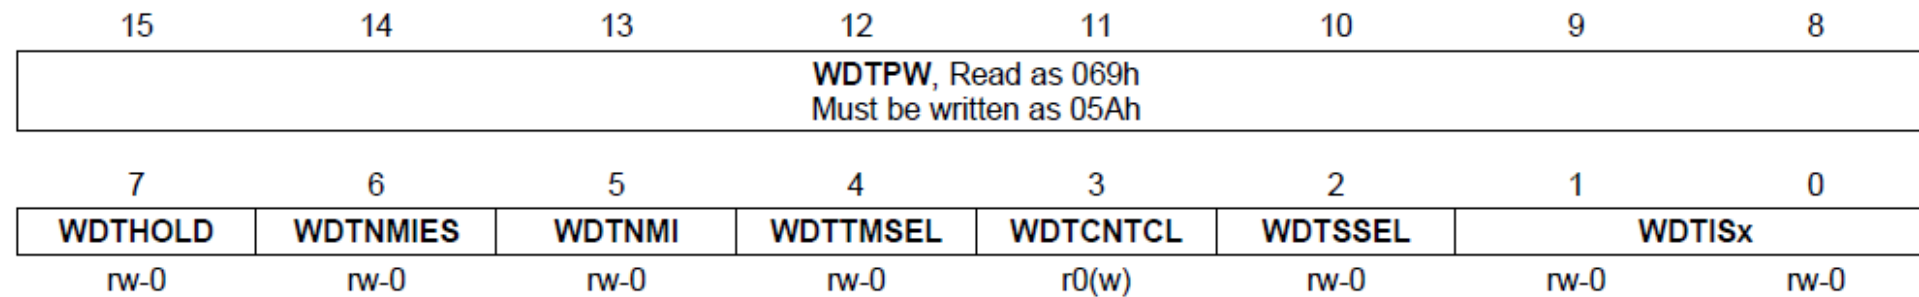 15 14 13 12 11 10 9 8
WDTPW, Read as 069h
Must be written as 05Ah
7 6 5 4 3 2 1 0
WDTHOLD WDTNMIES WDTNMI WDTTMSEL WDTCNTCL WDTSSEL WDTISx
rw-0 rw-0 rw-0 rw-0 r0(w) rw-0 rw-0 rw-0